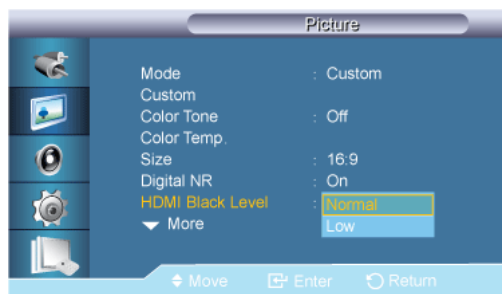 Picture
Mode : Custom
Custom
Color Tone : Off
Color Temp.
Size : 16:9
Digital NR : On
HDMI Black Level : Normal
More Low
Move Enter Return